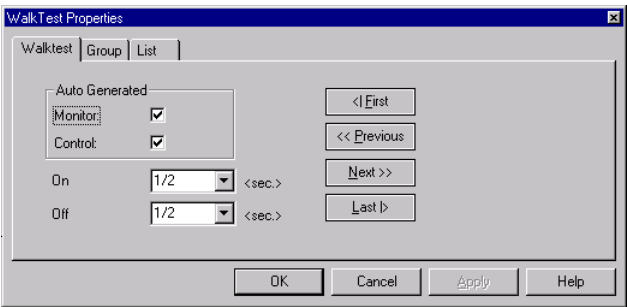 WalkTest Properties
Walktest Group List
Auto Generated
Monitor:
Control:
On 1/2 <sec.>
Off 1/2 <sec.>
<| First
<< Previous
Next >>
Last |>
OK Cancel Apply Help